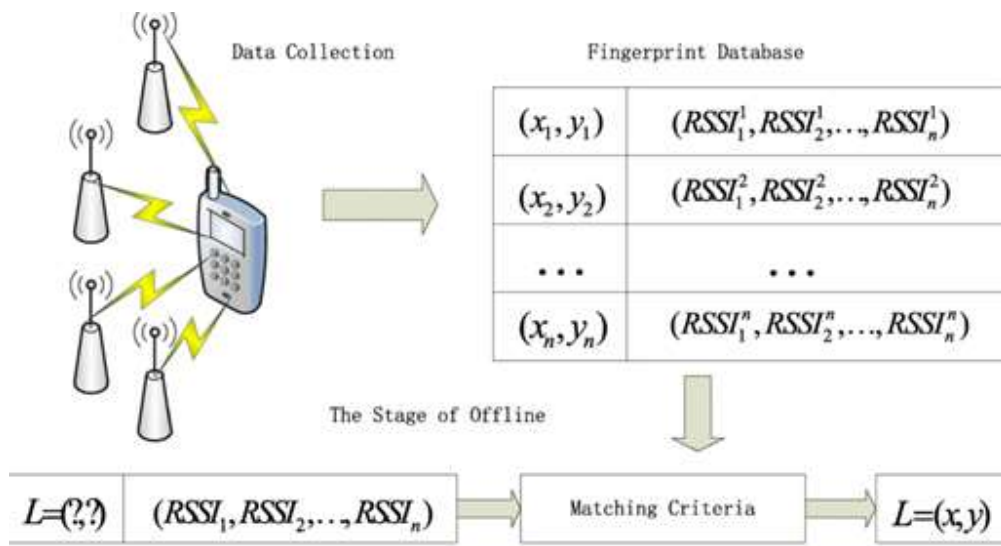 Data Collection
Fingerprint Database
(x₁, y₁) (RSSI₁¹, RSSI₂¹, ..., RSSIₙ¹)
(x₂, y₂) (RSSI₁², RSSI₂², ..., RSSIₙ²)
... ...
(xₙ, yₙ) (RSSI₁ⁿ, RSSI₂ⁿ, ..., RSSIₙⁿ)
The Stage of Offline
L=(?,?) (RSSI₁, RSSI₂, ..., RSSIₙ) Matching Criteria L=(x,y)